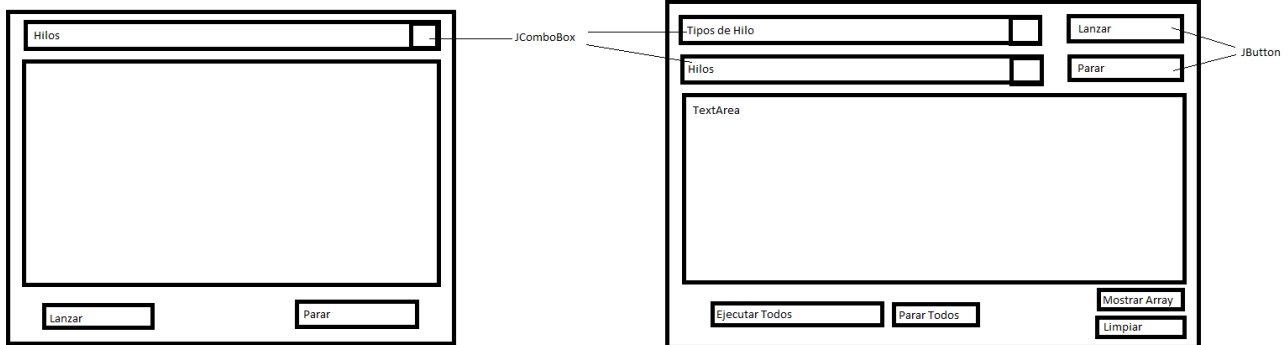 Hilos
JComboBox
Lanzar
Parar
Tipos de Hilo
Lanzar
Hilos
Parar
JButton
TextArea
Ejecutar Todos
Parar Todos
Mostrar Array
Limpiar